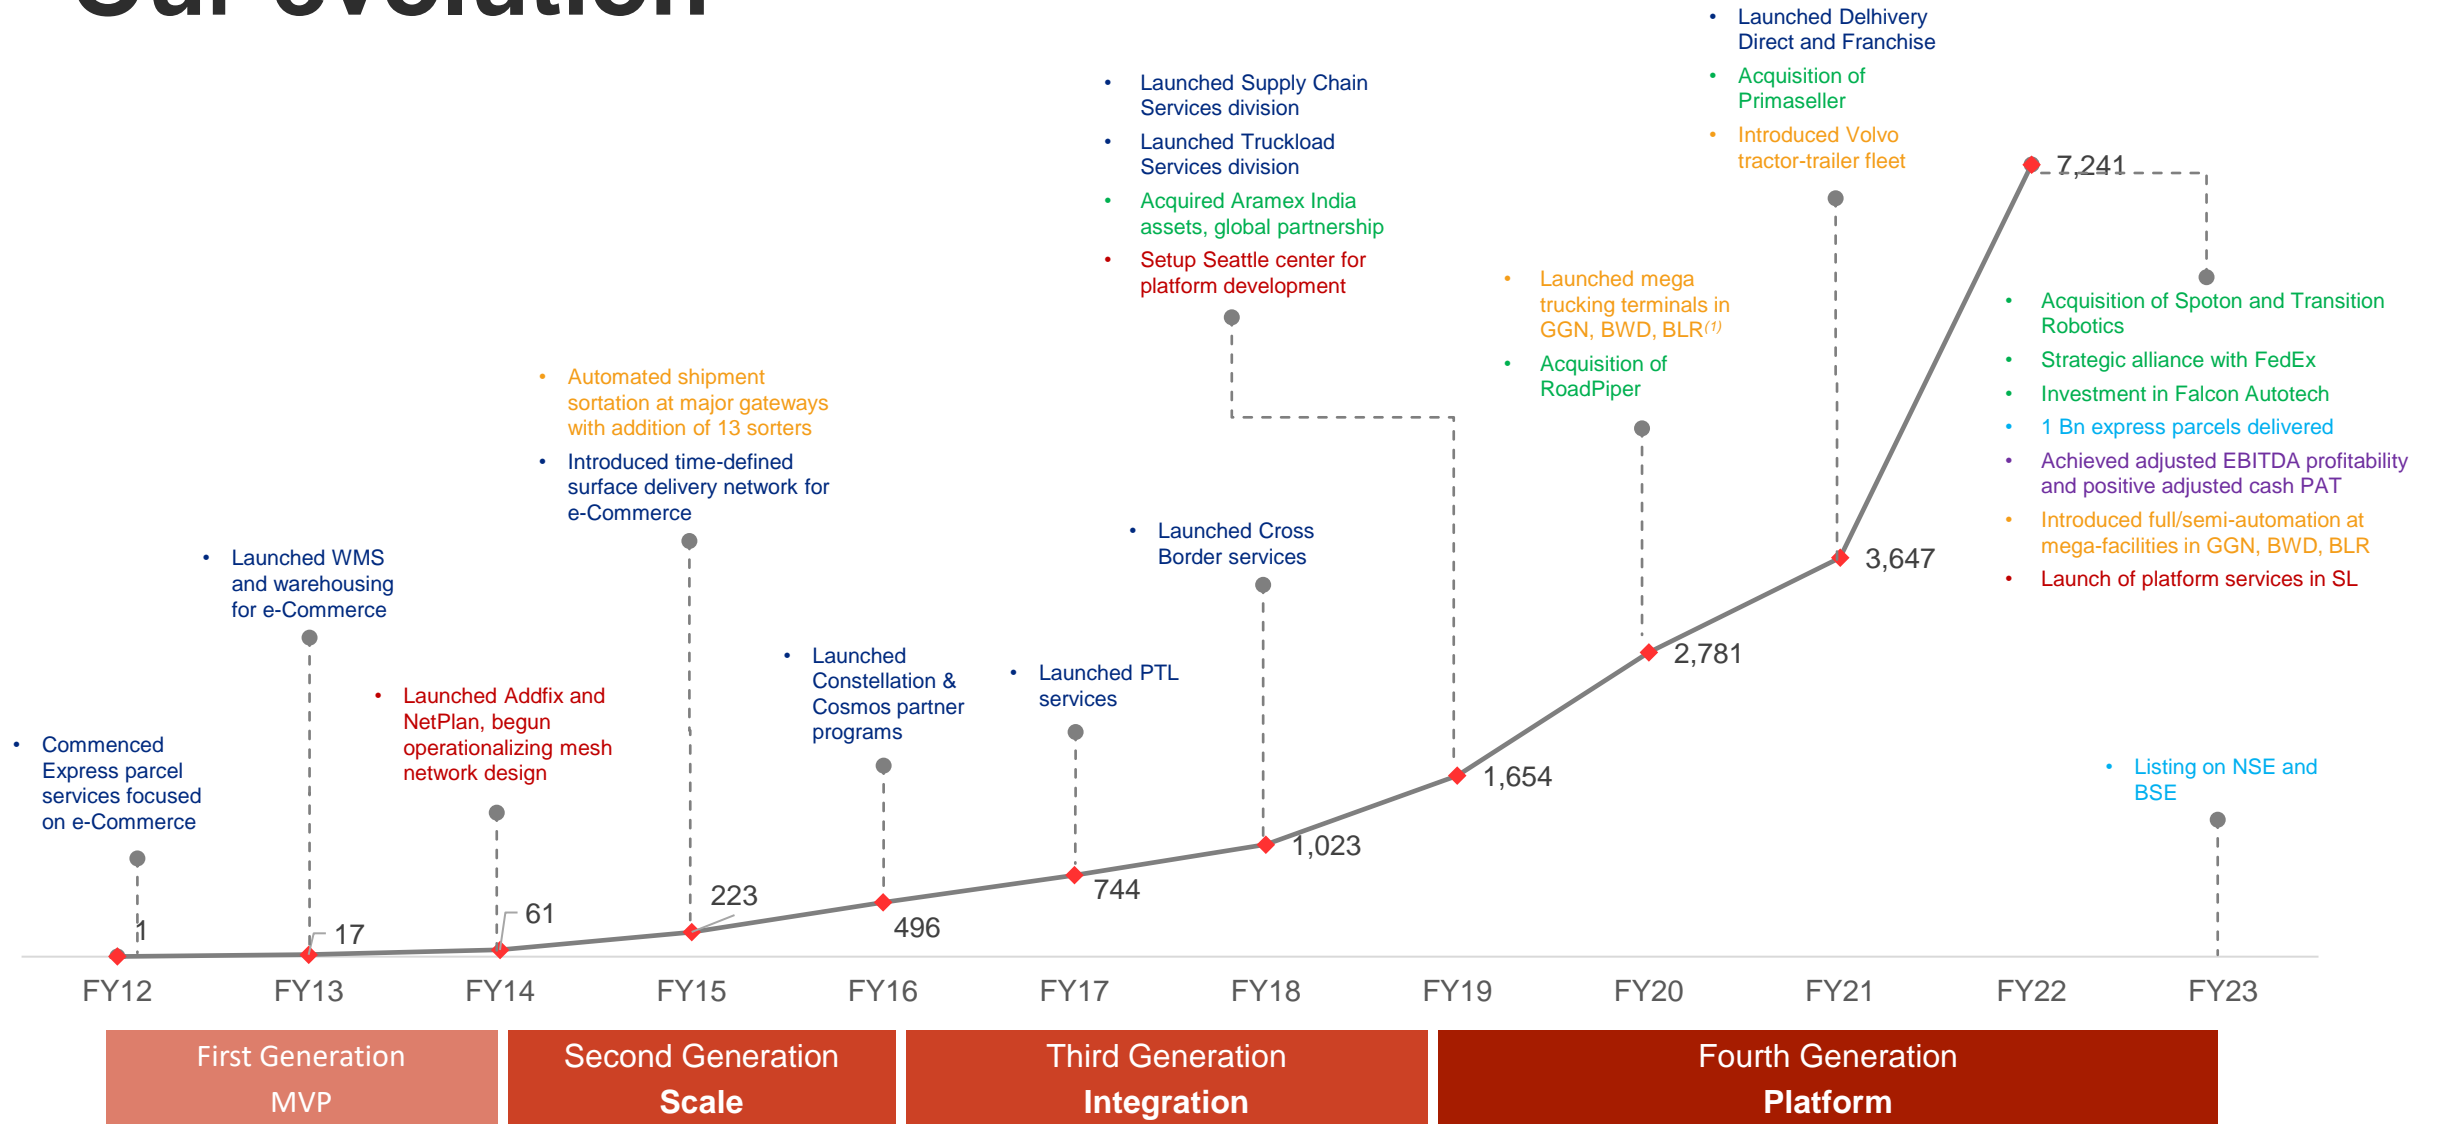 Our evolution
• Launched Delhivery
Direct and Franchise
• Acquisition of
Primaseller
• Introduced Volvo
tractor-trailer fleet
• Launched Supply Chain
Services division
• Launched Truckload
Services division
• Acquired Aramex India
assets, global partnership
• Setup Seattle center for
platform development
7,241
• Launched mega
trucking terminals in
GGN, BWD, BLR(1)
• Acquisition of
RoadPiper
• Acquisition of Spoton and Transition
Robotics
• Strategic alliance with FedEx
• Investment in Falcon Autotech
• 1 Bn express parcels delivered
• Achieved adjusted EBITDA profitability
and positive adjusted cash PAT
• Introduced full/semi-automation at
mega-facilities in GGN, BWD, BLR
• Launch of platform services in SL
• Automated shipment
sortation at major gateways
with addition of 13 sorters
• Introduced time-defined
surface delivery network for
e-Commerce
• Launched Cross
Border services
• Launched WMS
and warehousing
for e-Commerce
3,647
• Launched
Constellation &
Cosmos partner
programs
• Launched PTL
services
2,781
• Launched Addfix and
NetPlan, begun
operationalizing mesh
network design
• Commenced
Express parcel
services focused
on e-Commerce
• Listing on NSE and
BSE
1,654
1,023
744
223
496
61
17
1
FY12
FY13
FY14
FY15
FY16
FY17
FY18
FY19
FY20
FY21
FY22
FY23
First Generation
MVP
Second Generation
Scale
Third Generation
Integration
Fourth Generation
Platform